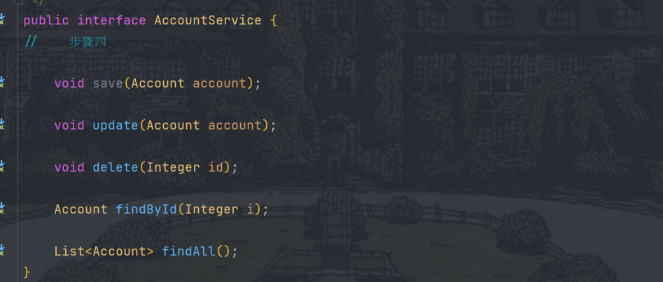 */
public interface AccountService {
// 步骤四
void save(Account account);
void update(Account account);
void delete(Integer id);
Account findById(Integer i);
List<Account> findAll();
}